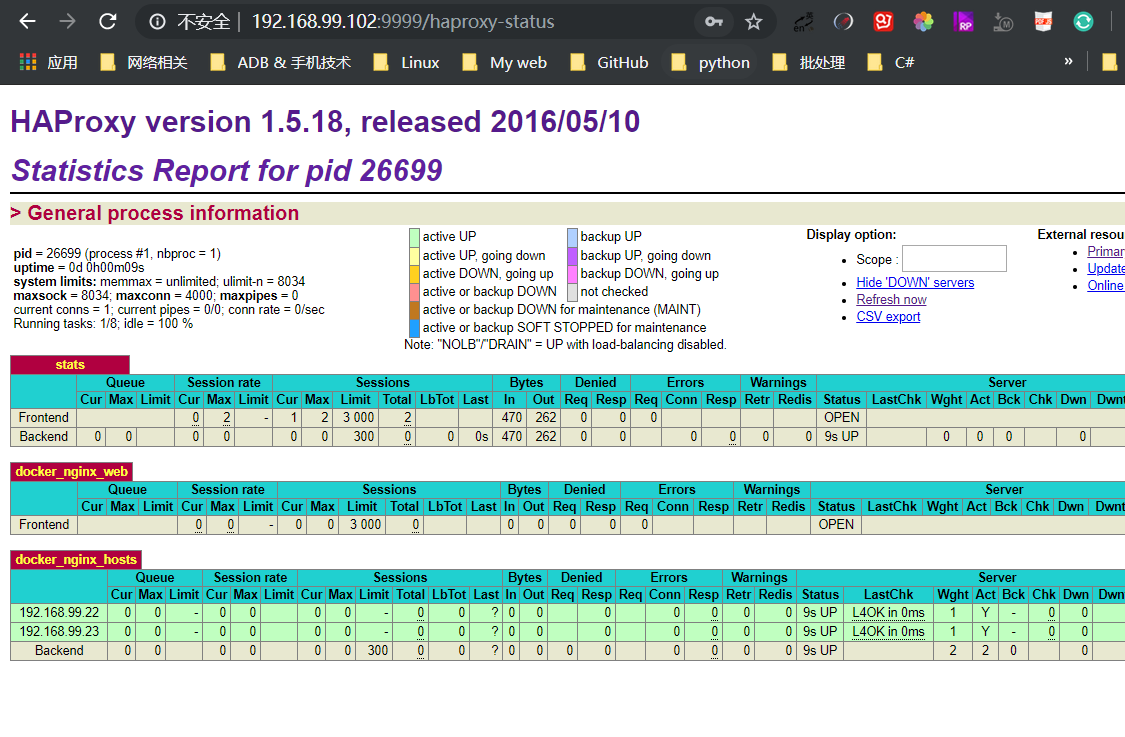 不安全 | 192.168.99.102:9999/haproxy-status
应用 网络相关 ADB & 手机技术 Linux My web GitHub python 批处理 C# »
HAProxy version 1.5.18, released 2016/05/10
Statistics Report for pid 26699
> General process information
pid = 26699 (process #1, nbproc = 1)
uptime = 0d 0h00m09s
system limits: memmax = unlimited; ulimit-n = 8034
maxsock = 8034; maxconn = 4000; maxpipes = 0
current conns = 1; current pipes = 0/0; conn rate = 0/sec
Running tasks: 1/8; idle = 100 %
active UP backup UP
active UP, going down backup UP, going down
active DOWN, going up backup DOWN, going up
active or backup DOWN not checked
active or backup DOWN for maintenance (MAINT)
active or backup SOFT STOPPED for maintenance
Note: "NOLB"/"DRAIN" = UP with load-balancing disabled.
Display option:
Scope :
Hide 'DOWN' servers
Refresh now
CSV export
External resou
Primar
Update
Online
stats
Queue Session rate Sessions Bytes Denied Errors Warnings Server
Cur Max Limit Cur Max Limit Cur Max Limit Total LbTot Last In Out Req Resp Req Conn Resp Retr Redis Status LastChk Wght Act Bck Chk Dwn Dwnt
Frontend 0 2 - 1 2 3 000 2 470 262 0 0 0 OPEN
Backend 0 0 0 0 0 0 300 0 0 0s 470 262 0 0 0 0 0 0 9s UP 0 0 0 0
docker_nginx_web
Queue Session rate Sessions Bytes Denied Errors Warnings Server
Cur Max Limit Cur Max Limit Cur Max Limit Total LbTot Last In Out Req Resp Req Conn Resp Retr Redis Status LastChk Wght Act Bck Chk Dwn Dwnt
Frontend 0 0 - 0 0 3 000 0 0 0 0 0 0 OPEN
docker_nginx_hosts
Queue Session rate Sessions Bytes Denied Errors Warnings Server
Cur Max Limit Cur Max Limit Cur Max Limit Total LbTot Last In Out Req Resp Req Conn Resp Retr Redis Status LastChk Wght Act Bck Chk Dwn Dwn
192.168.99.22 0 0 - 0 0 0 0 - 0 0 ? 0 0 0 0 0 0 0 9s UP L4OK in 0ms 1 Y - 0 0
192.168.99.23 0 0 - 0 0 0 0 - 0 0 ? 0 0 0 0 0 0 0 9s UP L4OK in 0ms 1 Y - 0 0
Backend 0 0 0 0 0 0 300 0 0 ? 0 0 0 0 0 0 0 0 9s UP 2 2 0 0